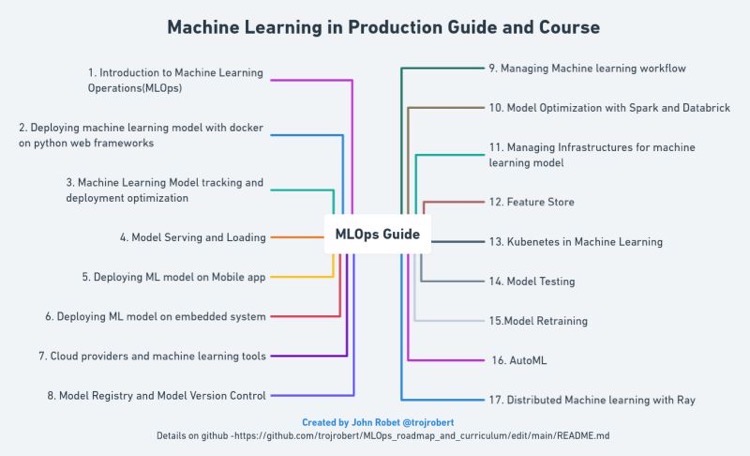 Machine Learning in Production Guide and Course
1. Introduction to Machine Learning
Operations(MLOps)
2. Deploying machine learning model with docker
on python web frameworks
3. Machine Learning Model tracking and
deployment optimization
4. Model Serving and Loading
5. Deploying ML model on Mobile app
6. Deploying ML model on embedded system
7. Cloud providers and machine learning tools
8. Model Registry and Model Version Control
MLOps Guide
9. Managing Machine learning workflow
10. Model Optimization with Spark and Databrick
11. Managing Infrastructures for machine
learning model
12. Feature Store
13. Kubenetes in Machine Learning
14. Model Testing
15.Model Retraining
16. AutoML
17. Distributed Machine learning with Ray
Created by John Robet @trojrobert
Details on github -https://github.com/trojrobert/MLOps_roadmap_and_curriculum/edit/main/README.md